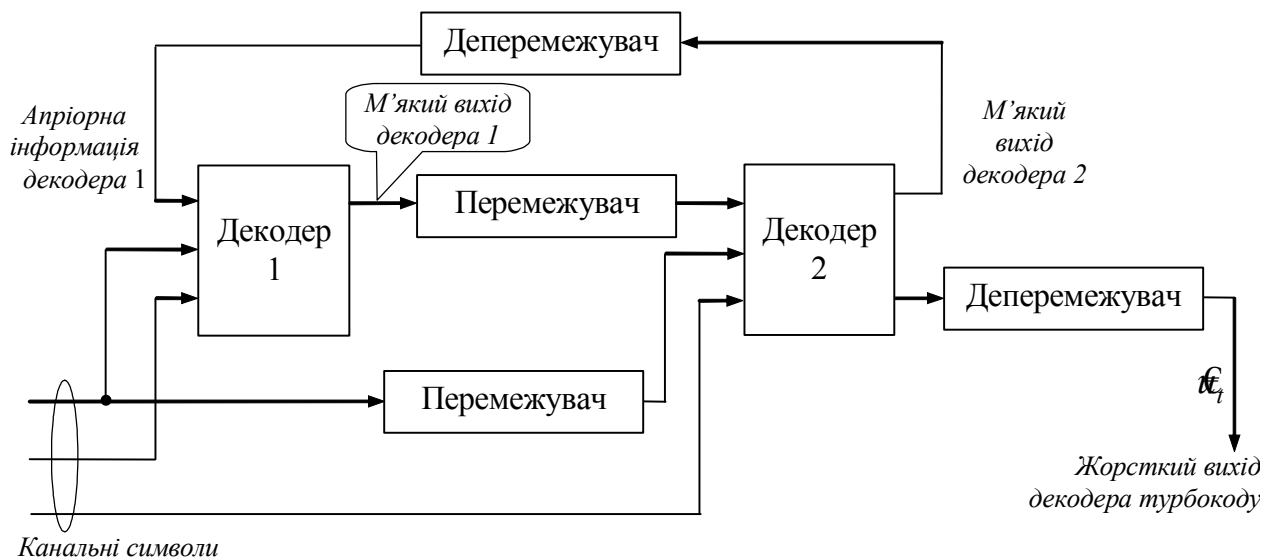 Деперемежувач
Апріорна
інформація
декодера 1
М’який вихід
декодера 1
М’який
вихід
декодера 2
Декодер
1
Перемежувач
Декодер
2
Деперемежувач
Перемежувач
Жорсткий вихід
декодера турбокоду
Канальні символи